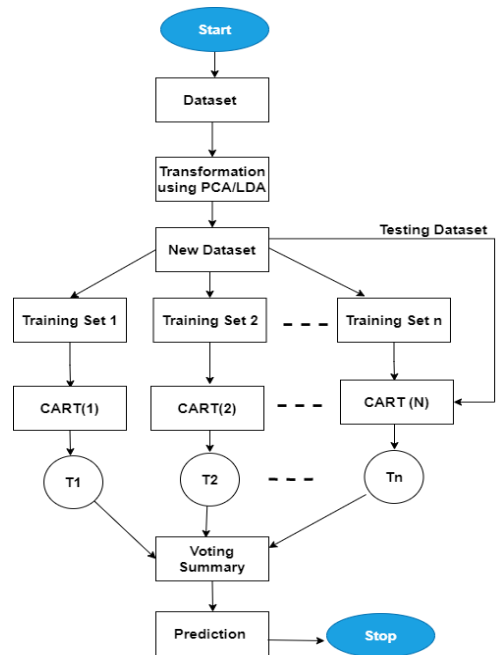 Start
Dataset
Transformation
using PCA/LDA
Testing Dataset
New Dataset
Training Set 1
Training Set 2
Training Set n
CART(1)
CART(2)
CART (N)
T1
T2
Tn
Voting
Summary
Prediction
Stop